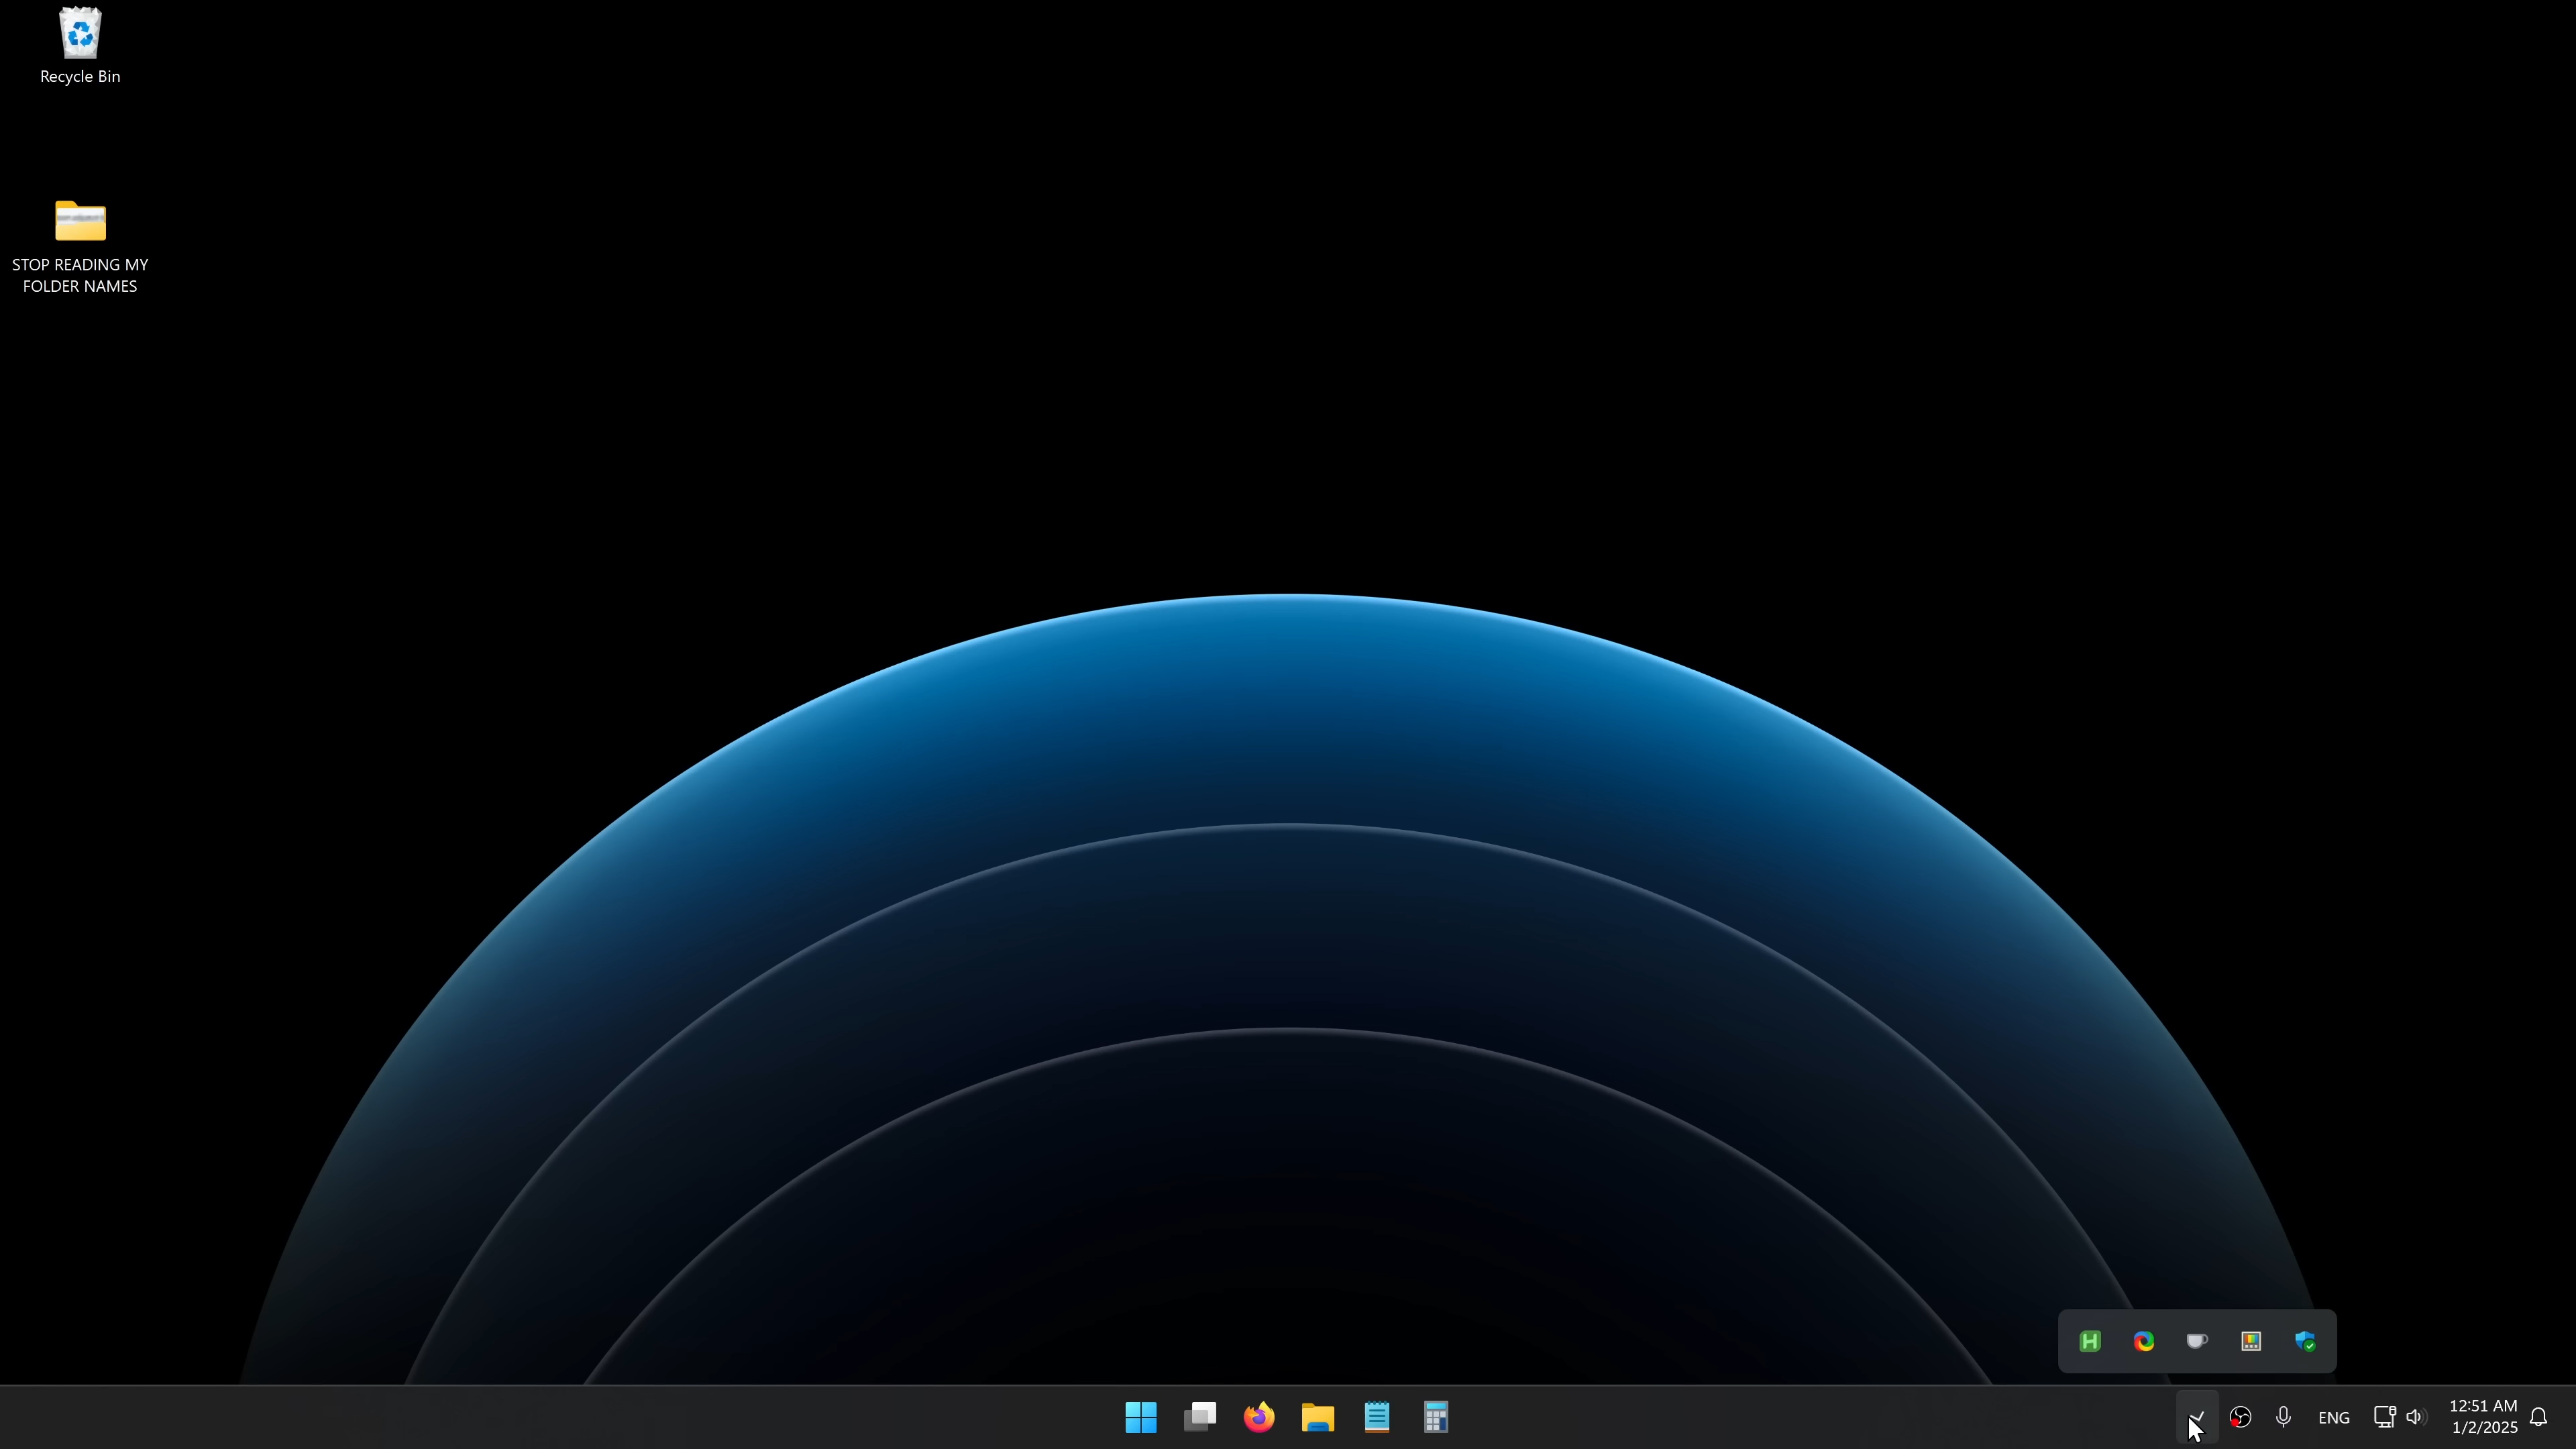 Recycle Bin
STOP READING MY
FOLDER NAMES
ENG
12:51 AM
1/2/2025